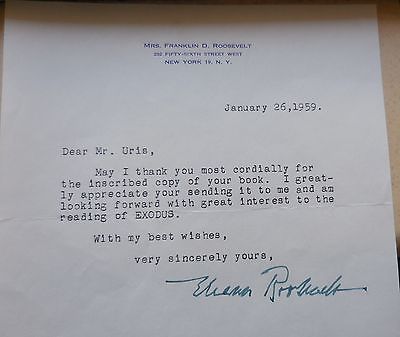 MRS. FRANKLIN D. ROOSEVELT
202 FIFTY-SIXTH STREET WEST
NEW YORK 19, N. Y.
January 26,1959.
Dear Mr. Uris,
May I thank you most cordially for
the inscribed copy of your book. I great-
ly appreciate your sending it to me and am
looking forward with great interest to the
reading of EXODUS.
With my best wishes,
very sincerely yours,
Eleanor Roosevelt